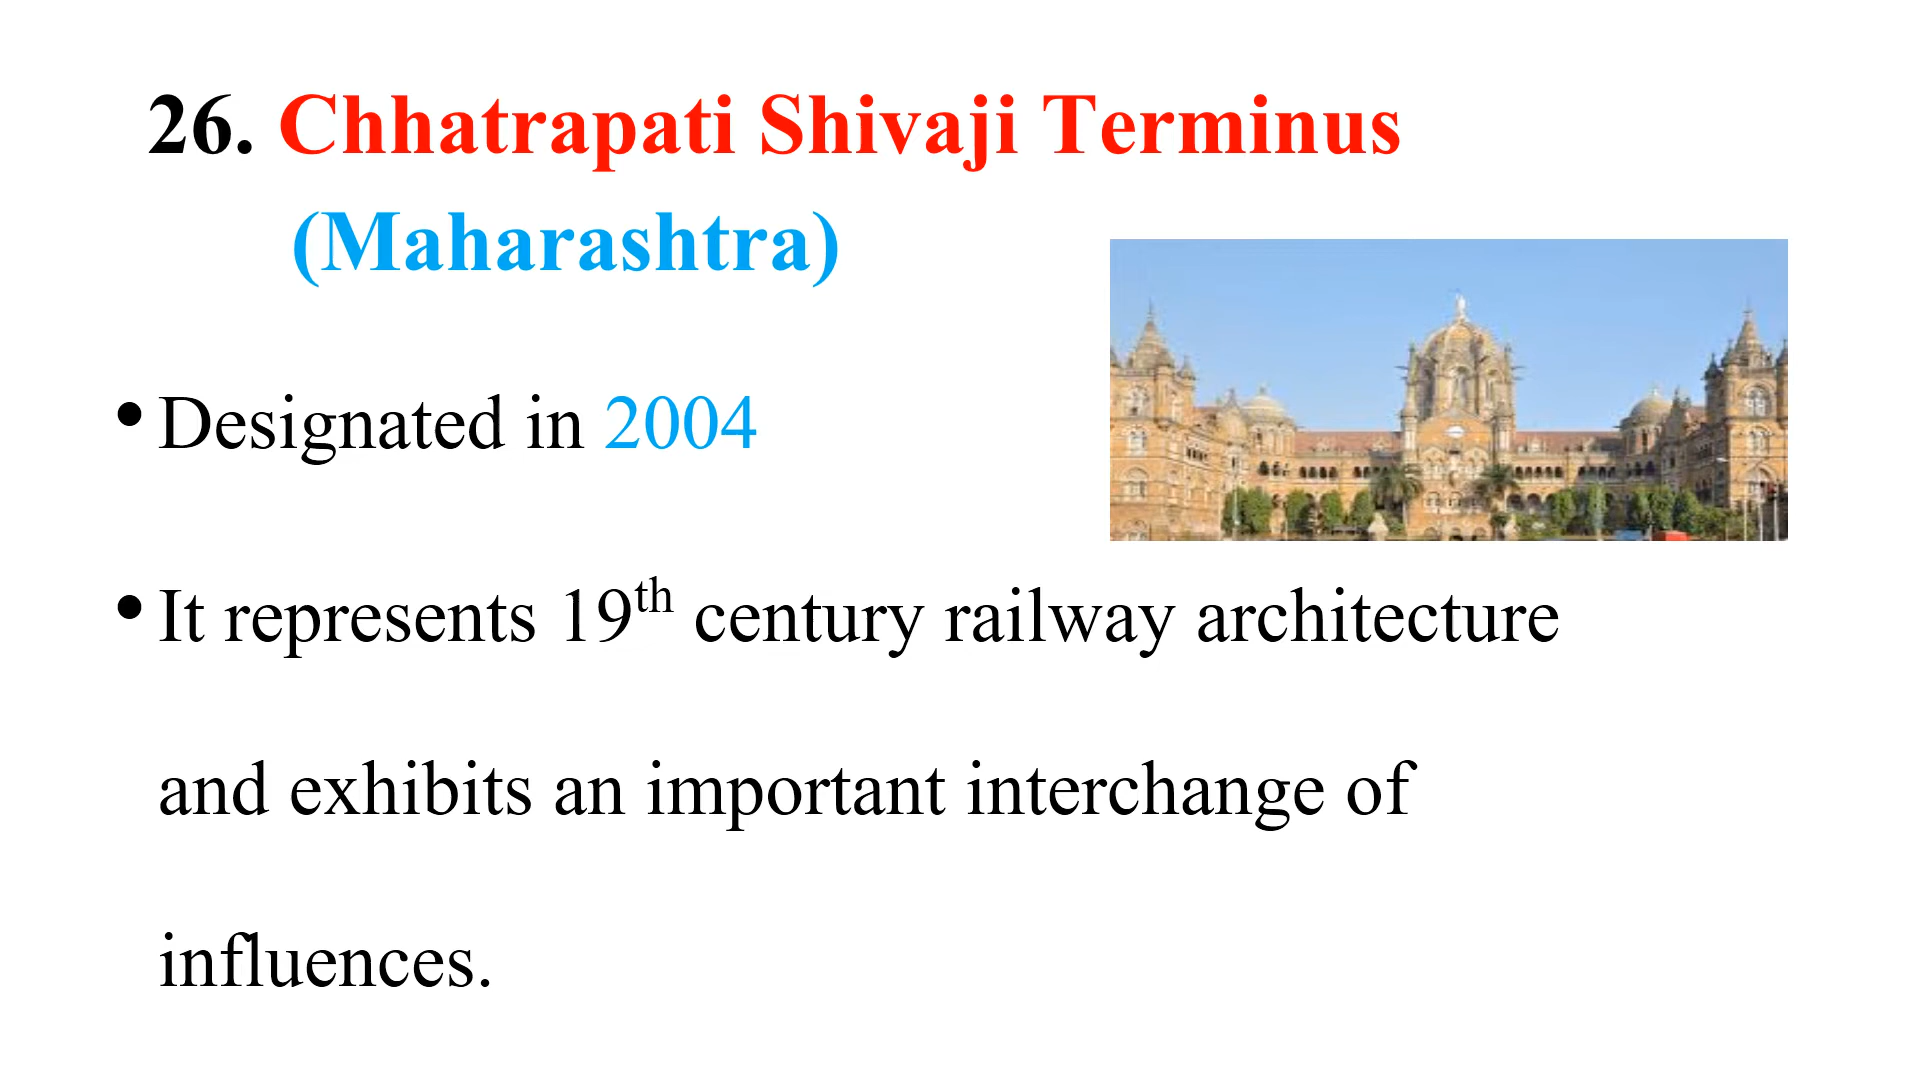 26. Chhatrapati Shivaji Terminus
(Maharashtra)
• Designated in 2004
• It represents 19th century railway architecture
and exhibits an important interchange of
influences.